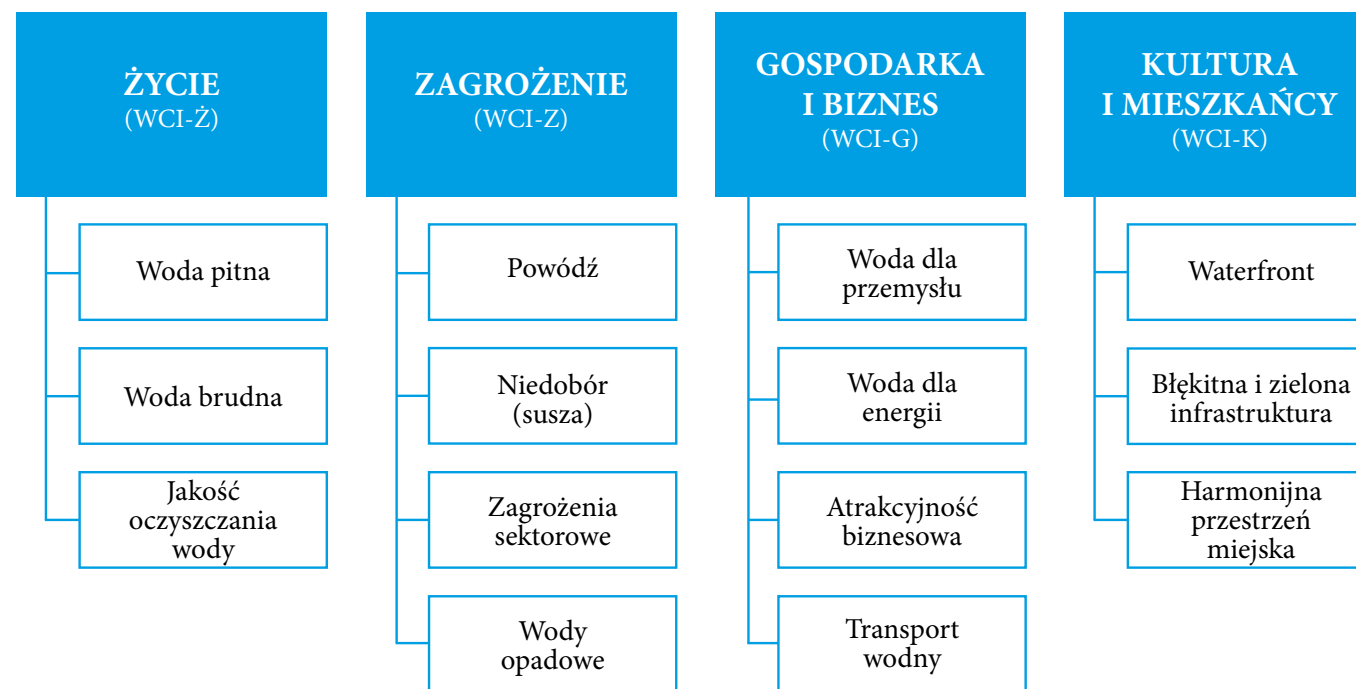 ŻYCIE
(WCI-Ż)
Woda pitna
Woda brudna
Jakość
oczyszczania
wody
ZAGROŻENIE
(WCI-Z)
Powódź
Niedobór
(susza)
Zagrożenia
sektorowe
Wody
opadowe
GOSPODARKA
I BIZNES
(WCI-G)
Woda dla
przemysłu
Woda dla
energii
Atrakcyjność
biznesowa
Transport
wodny
KULTURA
I MIESZKAŃCY
(WCI-K)
Waterfront
Błękitna i zielona
infrastruktura
Harmonijna
przestrzeń
miejska